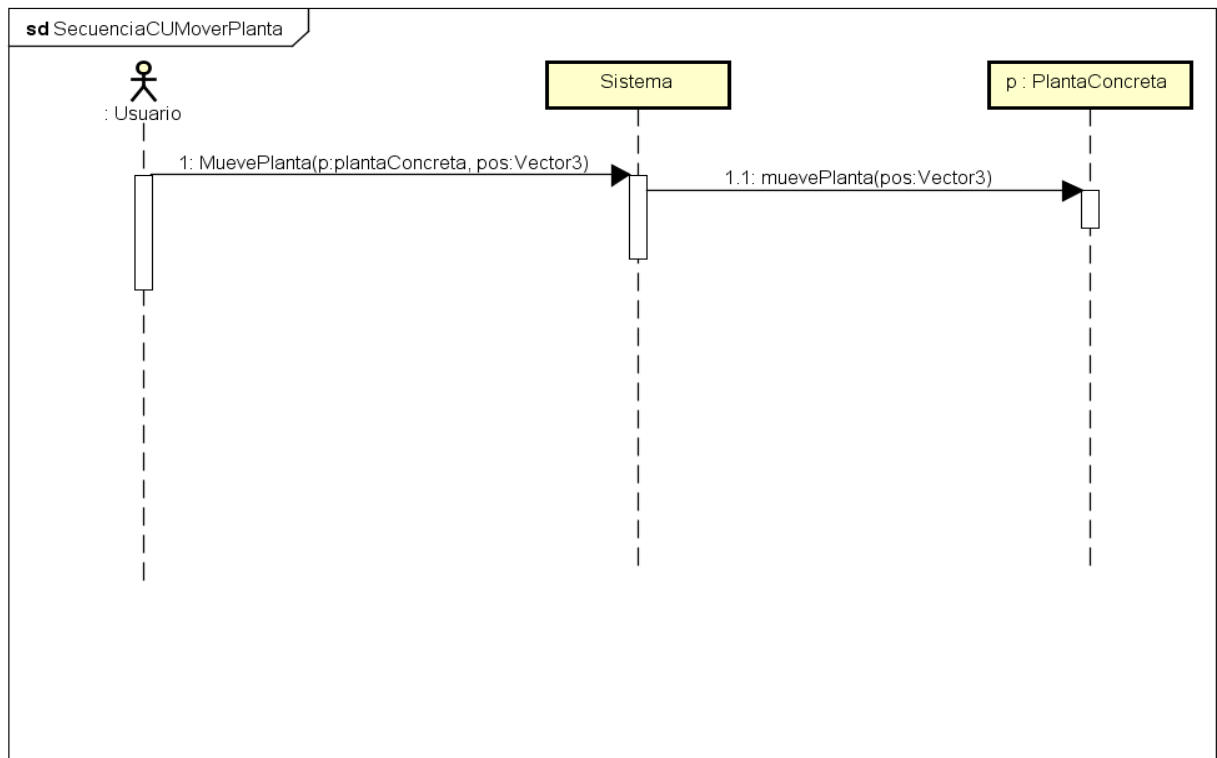 sd SecuenciaCUMoverPlanta
: Usuario
Sistema
p : PlantaConcreta
1: MuevePlanta(p:plantaConcreta, pos:Vector3)
1.1: muevePlanta(pos:Vector3)